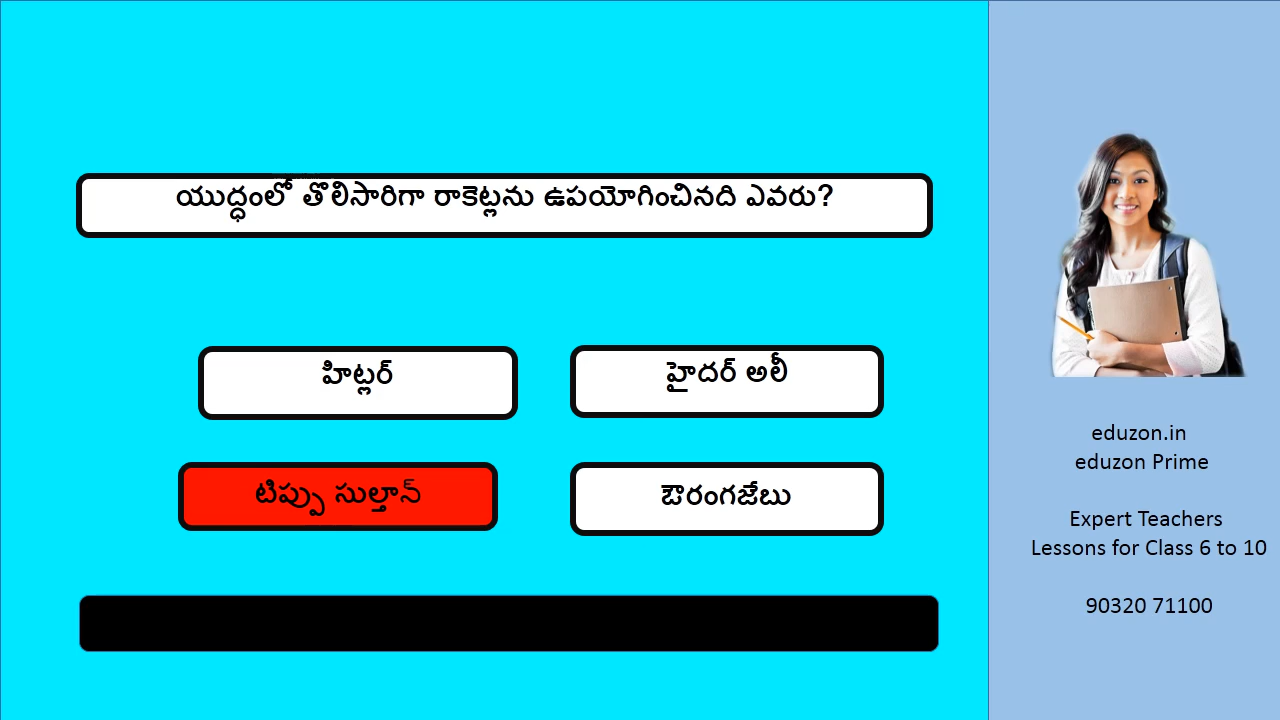 యుద్ధంలో తొలిసారిగా రాకెట్లను ఉపయోగించినది ఎవరు?
హిట్లర్
హైదర్ అలీ
టిప్పు సుల్తాన్
ఔరంగజేబు
eduzon.in
eduzon Prime
Expert Teachers
Lessons for Class 6 to 10
90320 71100